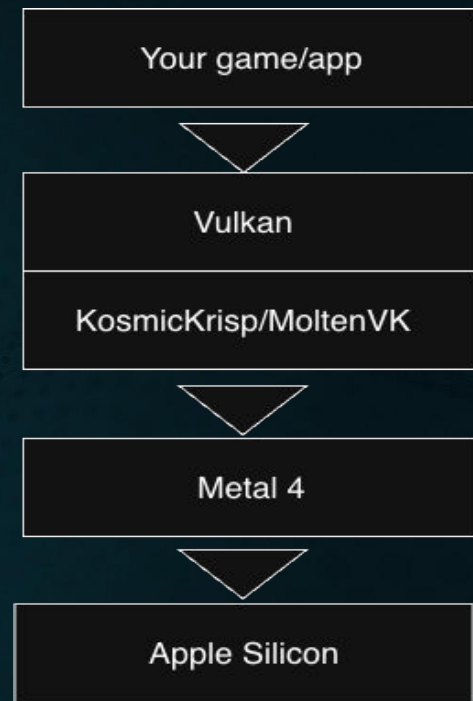 Your game/app
Vulkan
KosmicKrisp/MoltenVK
Metal 4
Apple Silicon